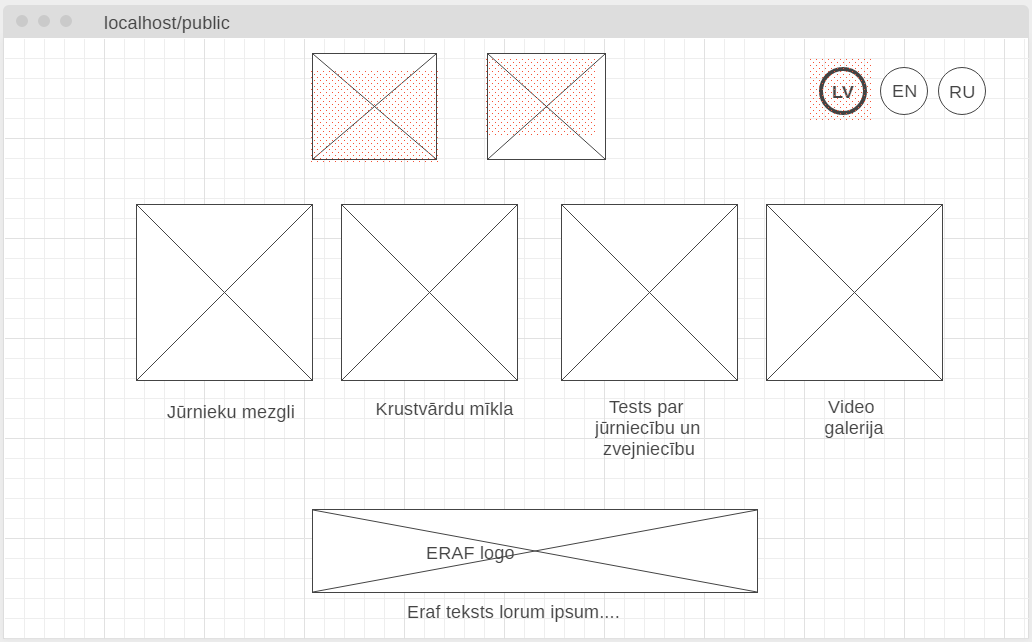 localhost/public
LV EN RU
Jūrnieku mezgli
Krustvārdu mīkla
Tests par
jūrniecību un
zvejniecību
Video
galerija
ERAF logo
Eraf teksts lorum ipsum....